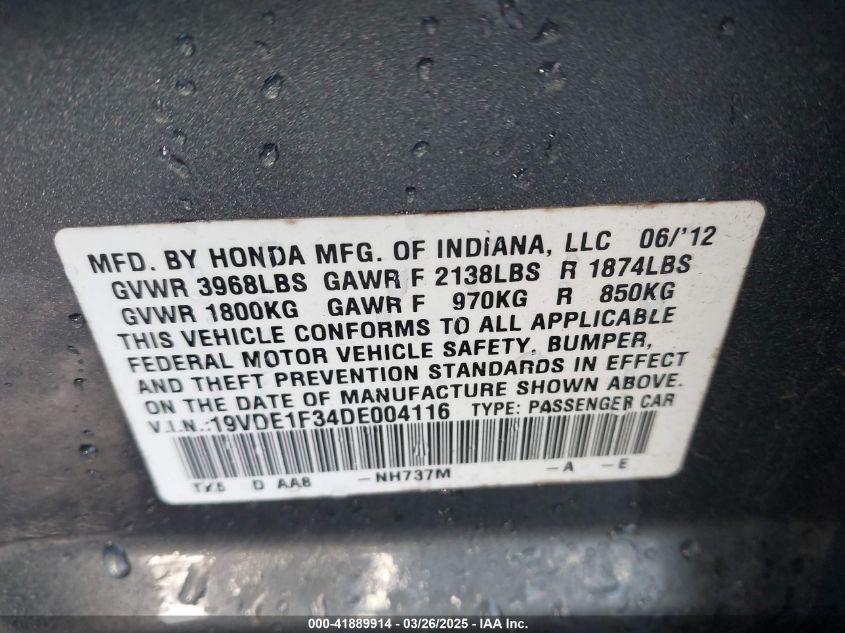 MFD. BY HONDA MFG. OF INDIANA, LLC 06/'12
GVWR 3968LBS GAWR F 2138LBS R 1874LBS
GVWR 1800KG GAWR F 970KG R 850KG
THIS VEHICLE CONFORMS TO ALL APPLICABLE
FEDERAL MOTOR VEHICLE SAFETY, BUMPER,
AND THEFT PREVENTION STANDARDS IN EFFECT
ON THE DATE OF MANUFACTURE SHOWN ABOVE.
V.I.N.:19VDE1F34DE004116 TYPE: PASSENGER CAR
D AA8 -NH737M -A -E
000-41889914 / 03/26/2025 - IAA Inc.